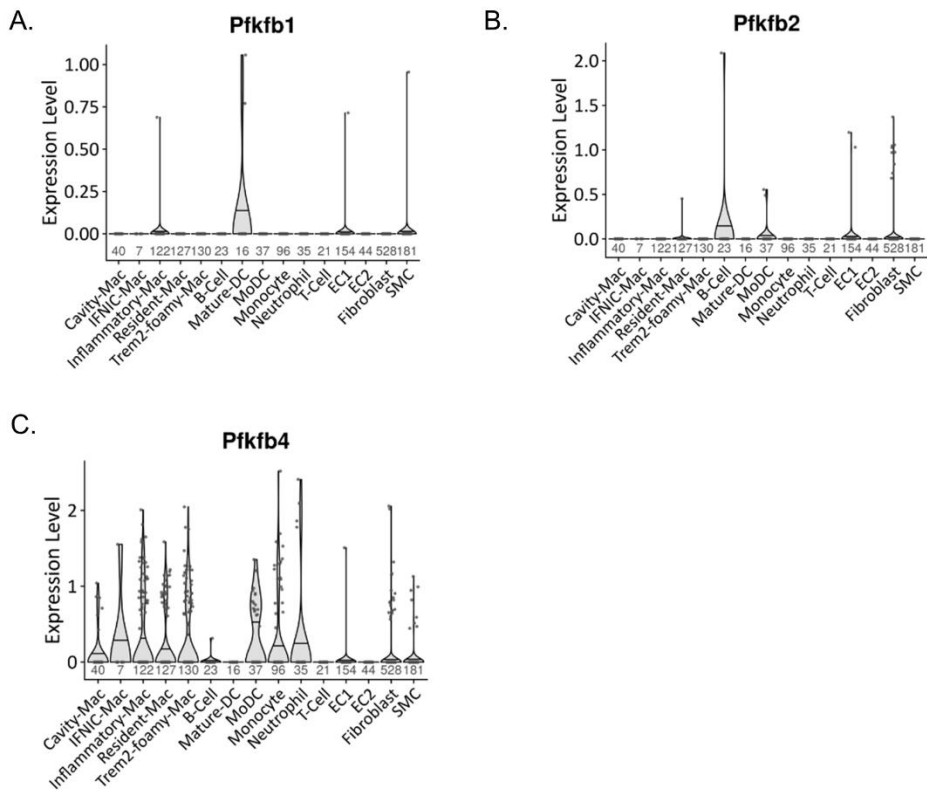 A.
Pfkfb1
Expression Level
1.00
0.75
0.50
0.25
0.00
40 7 122 127 130 23 16 37 96 35 21 154 44 528 181
Cavity-Mac
IFNIC-Mac
Inflammatory-Mac
Resident-Mac
Trem2-foamy-Mac
B-Cell
Mature-DC
MoDC
Monocyte
Neutrophil
T-Cell
EC1
EC2
Fibroblast
SMC
B.
Pfkfb2
Expression Level
2.0
1.5
1.0
0.5
0.0
40 7 122 127 130 23 16 37 96 35 21 154 44 528 181
Cavity-Mac
IFNIC-Mac
Inflammatory-Mac
Resident-Mac
Trem2-foamy-Mac
B-Cell
Mature-DC
MoDC
Monocyte
Neutrophil
T-Cell
EC1
EC2
Fibroblast
SMC
C.
Pfkfb4
Expression Level
2
1
0
40 7 122 127 130 23 16 37 96 35 21 154 44 528 181
Cavity-Mac
IFNIC-Mac
Inflammatory-Mac
Resident-Mac
Trem2-foamy-Mac
B-Cell
Mature-DC
MoDC
Monocyte
Neutrophil
T-Cell
EC1
EC2
Fibroblast
SMC